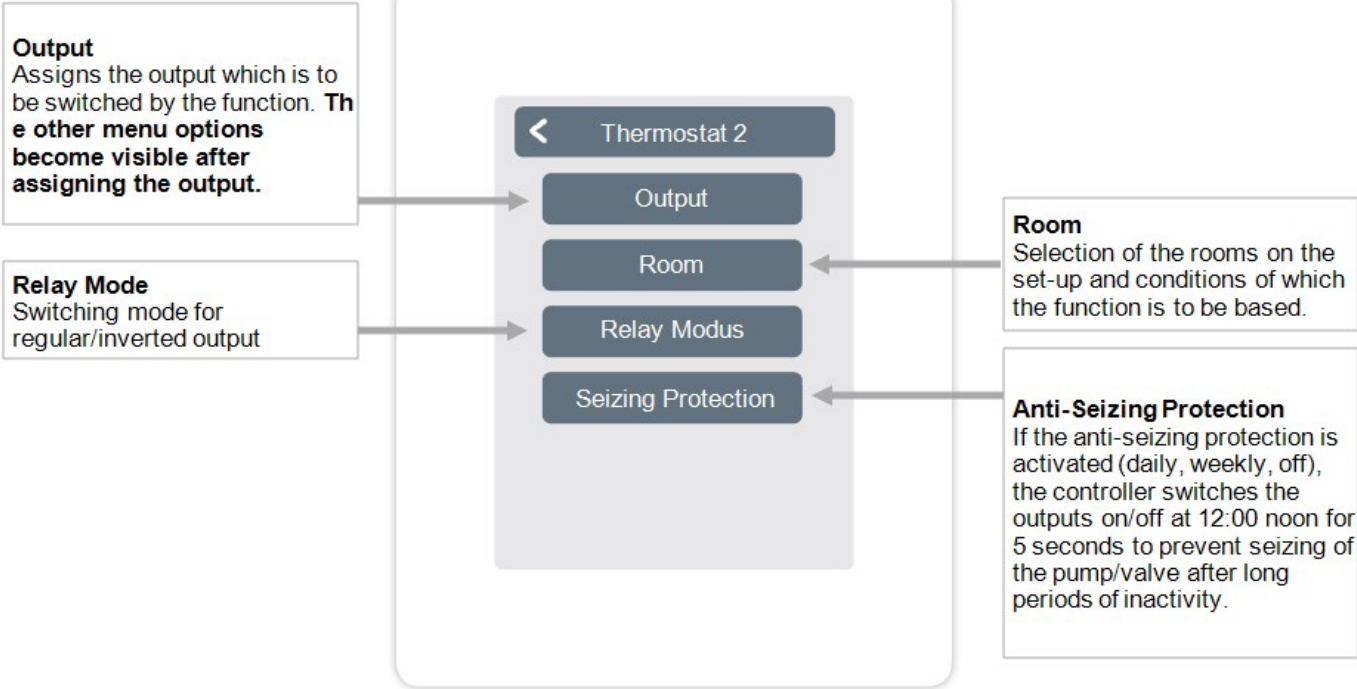 Output
Assigns the output which is to
be switched by the function. Th
e other menu options
become visible after
assigning the output.
Relay Mode
Switching mode for
regular/inverted output
Thermostat 2
Output
Room
Relay Modus
Seizing Protection
Room
Selection of the rooms on the
set-up and conditions of which
the function is to be based.
Anti-Seizing Protection
If the anti-seizing protection is
activated (daily, weekly, off),
the controller switches the
outputs on/off at 12:00 noon for
5 seconds to prevent seizing of
the pump/valve after long
periods of inactivity.